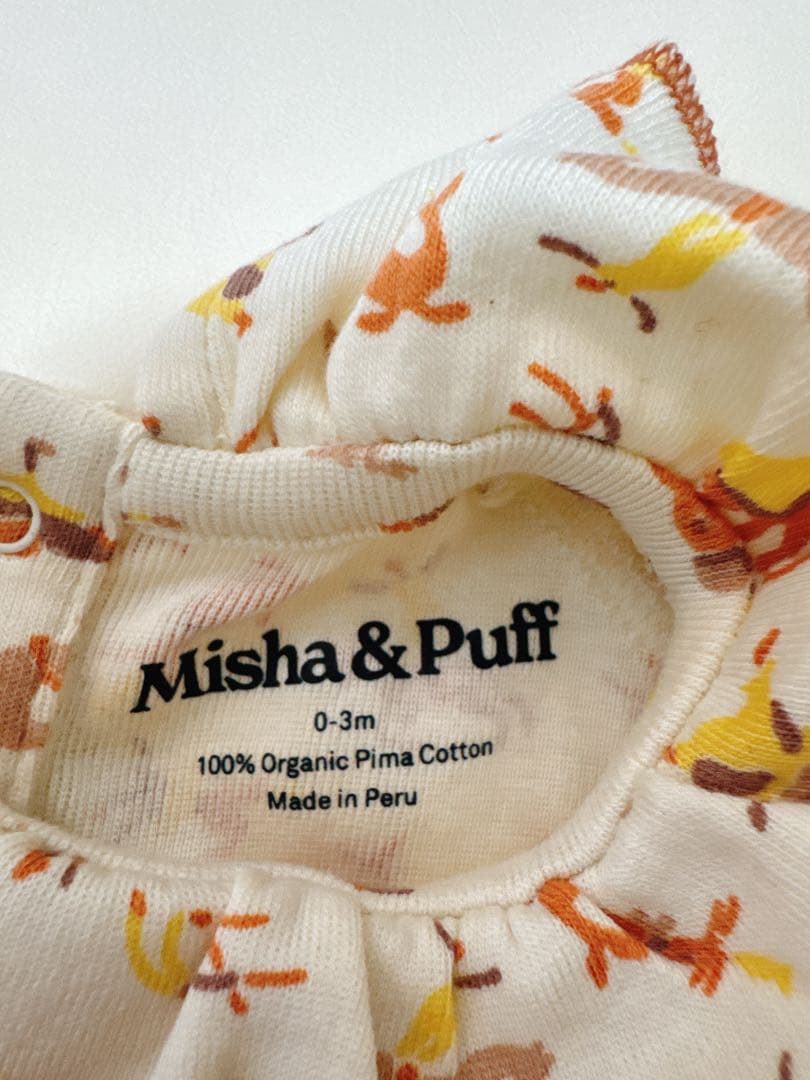 Misha & Puff
0-3m
100% Organic Pima Cotton
Made in Peru